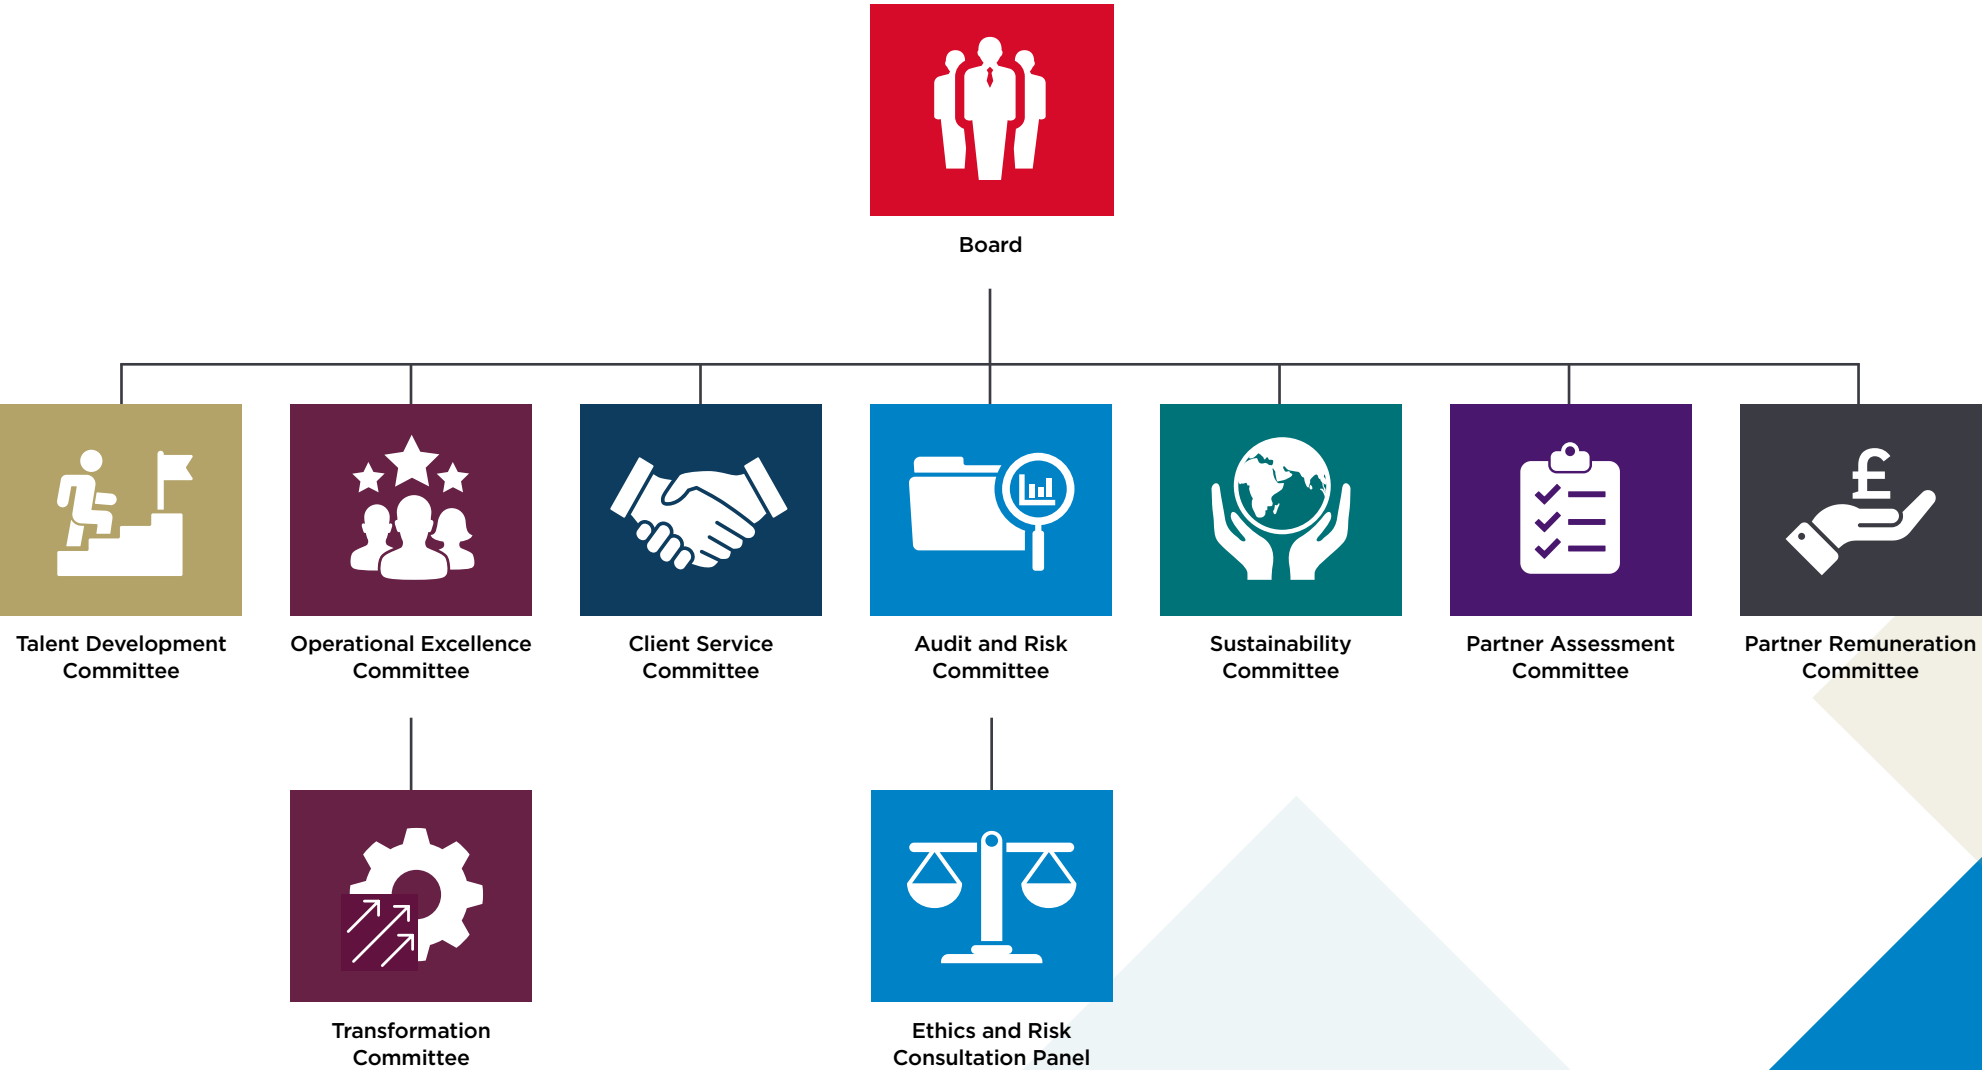 Board
Talent Development
Committee
Operational Excellence
Committee
Client Service
Committee
Audit and Risk
Committee
Sustainability
Committee
Partner Assessment
Committee
£
Partner Remuneration
Committee
Transformation
Committee
Ethics and Risk
Consultation Panel